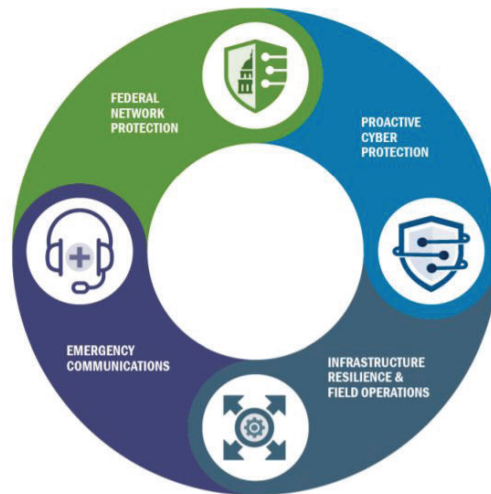 FEDERAL
NETWORK
PROTECTION
PROACTIVE
CYBER
PROTECTION
EMERGENCY
COMMUNICATIONS
INFRASTRUCTURE
RESILIENCE &
FIELD OPERATIONS